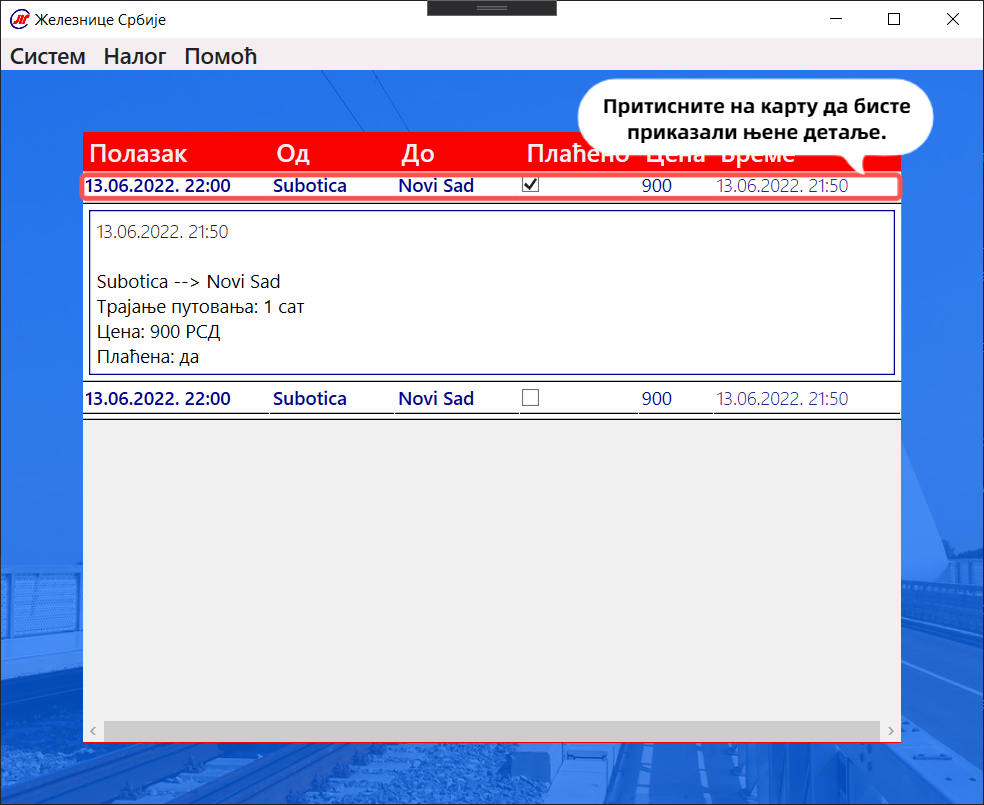 Железнице Србије
Систем Налог Помоћ
Притисните на карту да бисте
приказали њене детаље.
Полазак Од До Плаћено Цена Време
13.06.2022. 22:00 Subotica Novi Sad 900 13.06.2022. 21:50
13.06.2022. 21:50
Subotica --> Novi Sad
Трајање путовања: 1 сат
Цена: 900 РСД
Плаћена: да
13.06.2022. 22:00 Subotica Novi Sad 900 13.06.2022. 21:50